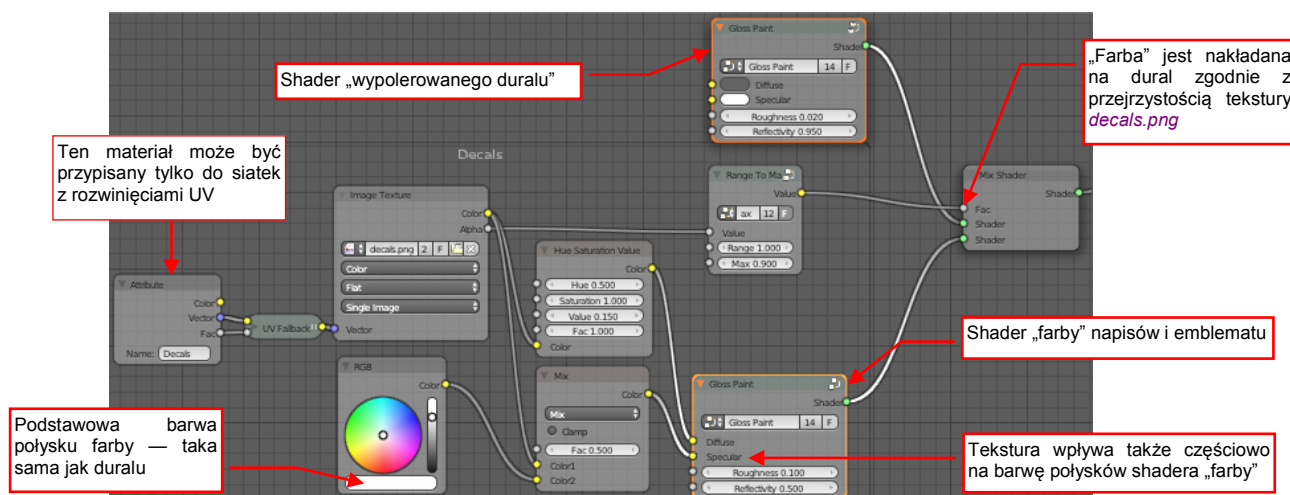 Gloss Paint
Shader
Gloss Paint 14 F
Diffuse
Specular
Roughness 0.020
Reflectivity 0.950
Shader „wypolerowanego duralu”
„Farba” jest nakładana
na dural zgodnie z
przejrzystością tekstury
decals.png
Ten materiał może być
przypisany tylko do siatek
z rozwinięciami UV
Decals
Image Texture
Color
Alpha
decals.png 2 F
Color
Flat
Single Image
Vector
Range To Ma
Value
ax 12 F
Value
Range 1.000
Max 0.900
Mix Shader
Shader
Fac
Shader
Shader
Hue Saturation Value
Color
Hue 0.500
Saturation 1.000
Value 0.150
Fac 1.000
Color
Attribute
Color
Vector
Fac
Name: Decals
UV Fallback
RGB
Color
Mix
Color
Mix
Clamp
Fac 0.500
Color1
Color2
Gloss Paint
Shader
Gloss Paint 14 F
Diffuse
Specular
Roughness 0.100
Reflectivity 0.500
Shader „farby” napisów i emblematu
Podstawowa barwa
połysku farby — taka
sama jak duralu
Tekstura wpływa także częściowo
na barwę połysków shadera „farby”